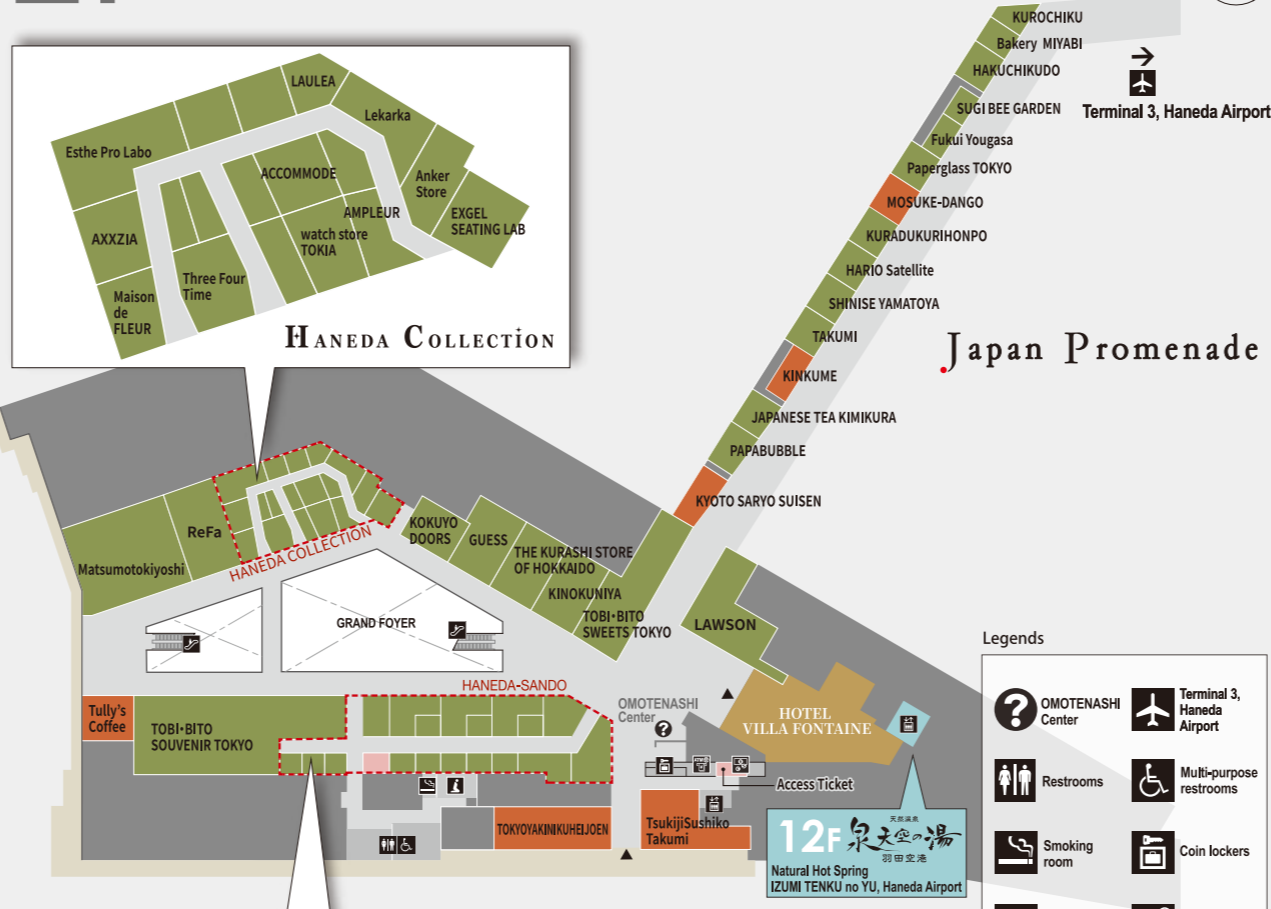 KUROCHIKU
Bakery MIYABI
HAKUCHIKUDO
SUGI BEE GARDEN
Terminal 3, Haneda Airport
Fukui Yougasa
Paperglass TOKYO
MOSUKE-DANGO
KURADUKURIHONPO
HARIO Satellite
SHINISE YAMATOYA
TAKUMI
KINKUME
JAPANESE TEA KIMIKURA
PAPABUBBLE
KYOTO SARYO SUISEN
Japan Promenade
LAULEA
Lekarka
Esthe Pro Labo
ACCOMMODE
Anker
Store
AMPLEUR
EXGEL
SEATING LAB
AXXZIA
watch store
TOKIA
Three Four
Time
Maison
de
FLEUR
HANEDA COLLECTION
ReFa
Matsumotokiyoshi
HANEDA COLLECTION
KOKUYO
DOORS
GUESS
THE KURASHI STORE
OF HOKKAIDO
KINOKUNIYA
TOBI•BITO
SWEETS TOKYO
LAWSON
GRAND FOYER
HANEDA-SANDO
Tully's
Coffee
TOBI•BITO
SOUVENIR TOKYO
OMOTENASHI
Center
?
HOTEL
VILLA FONTAINE
Access Ticket
TOKYOYAKINIKUHEIJOEN
TsukijiSushiko
Takumi
12F
天然温泉
泉天空の湯
羽田空港
Natural Hot Spring
IZUMI TENKU no YU, Haneda Airport
Legends
?
OMOTENASHI
Center
Terminal 3,
Haneda
Airport
Restrooms
Multi-purpose
restrooms
Smoking
room
Coin lockers